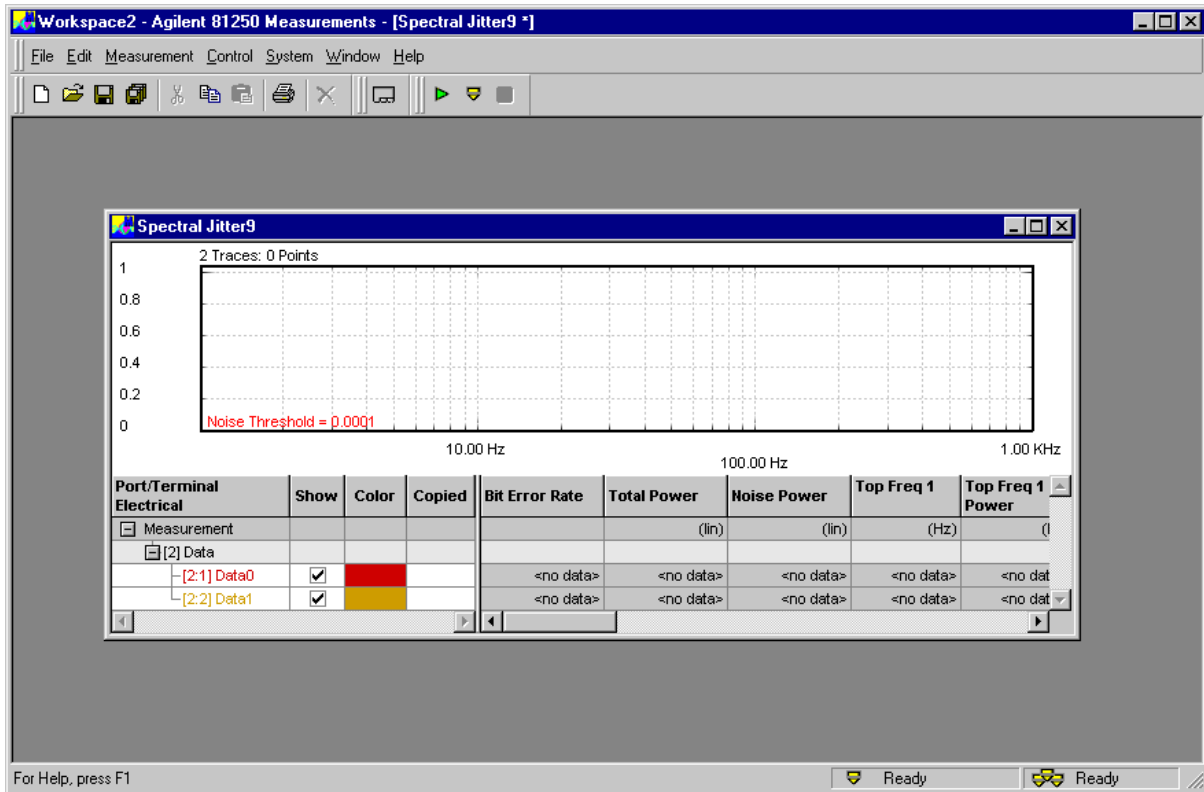 Workspace2 - Agilent 81250 Measurements - [Spectral Jitter9 *]
File Edit Measurement Control System Window Help
Spectral Jitter9
2 Traces: 0 Points
1
0.8
0.6
0.4
0.2
0
Noise Threshold = 0.0001
10.00 Hz
100.00 Hz
1.00 KHz
Port/Terminal Electrical Show Color Copied Bit Error Rate Total Power Noise Power Top Freq 1 Top Freq 1 Power
Measurement (lin) (lin) (Hz) (l
[2] Data
[2:1] Data0 <no data> <no data> <no data> <no data> <no dat
[2:2] Data1 <no data> <no data> <no data> <no data> <no dat
For Help, press F1 Ready Ready